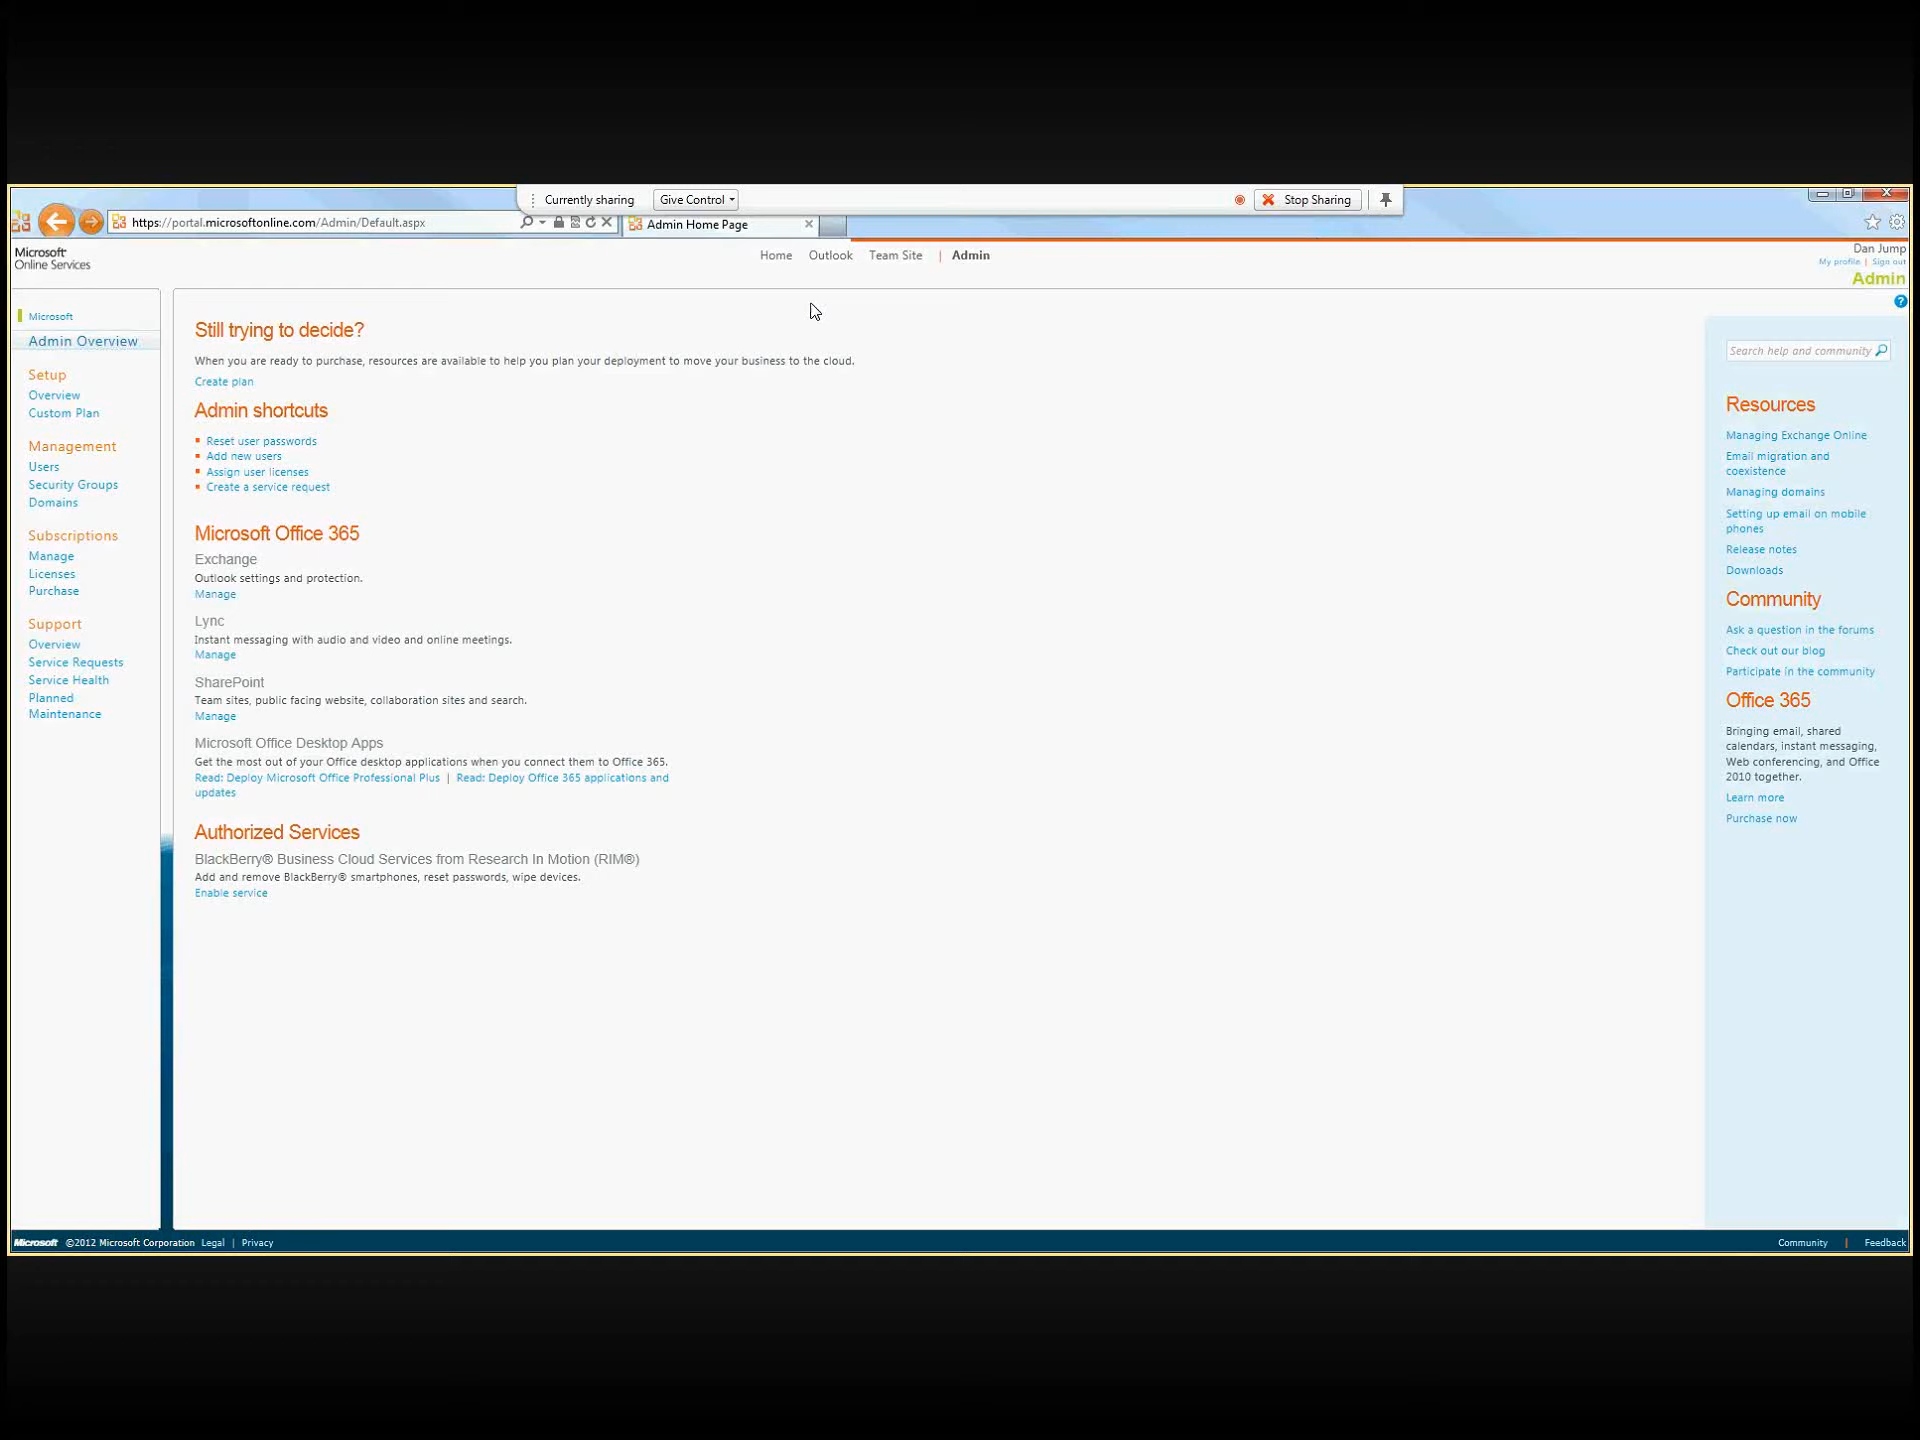 Currently sharing
Give Control
Stop Sharing
https://portal.microsoftonline.com/Admin/Default.aspx
Admin Home Page
Microsoft
Online Services
Home
Outlook
Team Site
|
Admin
Dan Jump
My profile | Sign out
Admin
Microsoft
Admin Overview
Setup
Overview
Custom Plan
Management
Users
Security Groups
Domains
Subscriptions
Manage
Licenses
Purchase
Support
Overview
Service Requests
Service Health
Planned
Maintenance
Still trying to decide?
When you are ready to purchase, resources are available to help you plan your deployment to move your business to the cloud.
Create plan
Admin shortcuts
Reset user passwords
Add new users
Assign user licenses
Create a service request
Microsoft Office 365
Exchange
Outlook settings and protection.
Manage
Lync
Instant messaging with audio and video and online meetings.
Manage
SharePoint
Team sites, public facing website, collaboration sites and search.
Manage
Microsoft Office Desktop Apps
Get the most out of your Office desktop applications when you connect them to Office 365.
Read: Deploy Microsoft Office Professional Plus | Read: Deploy Office 365 applications and
updates
Authorized Services
BlackBerry® Business Cloud Services from Research In Motion (RIM®)
Add and remove BlackBerry® smartphones, reset passwords, wipe devices.
Enable service
Search help and community
Resources
Managing Exchange Online
Email migration and
coexistence
Managing domains
Setting up email on mobile
phones
Release notes
Downloads
Community
Ask a question in the forums
Check out our blog
Participate in the community
Office 365
Bringing email, shared
calendars, instant messaging,
Web conferencing, and Office
2010 together.
Learn more
Purchase now
Microsoft ©2012 Microsoft Corporation Legal | Privacy
Community | Feedback